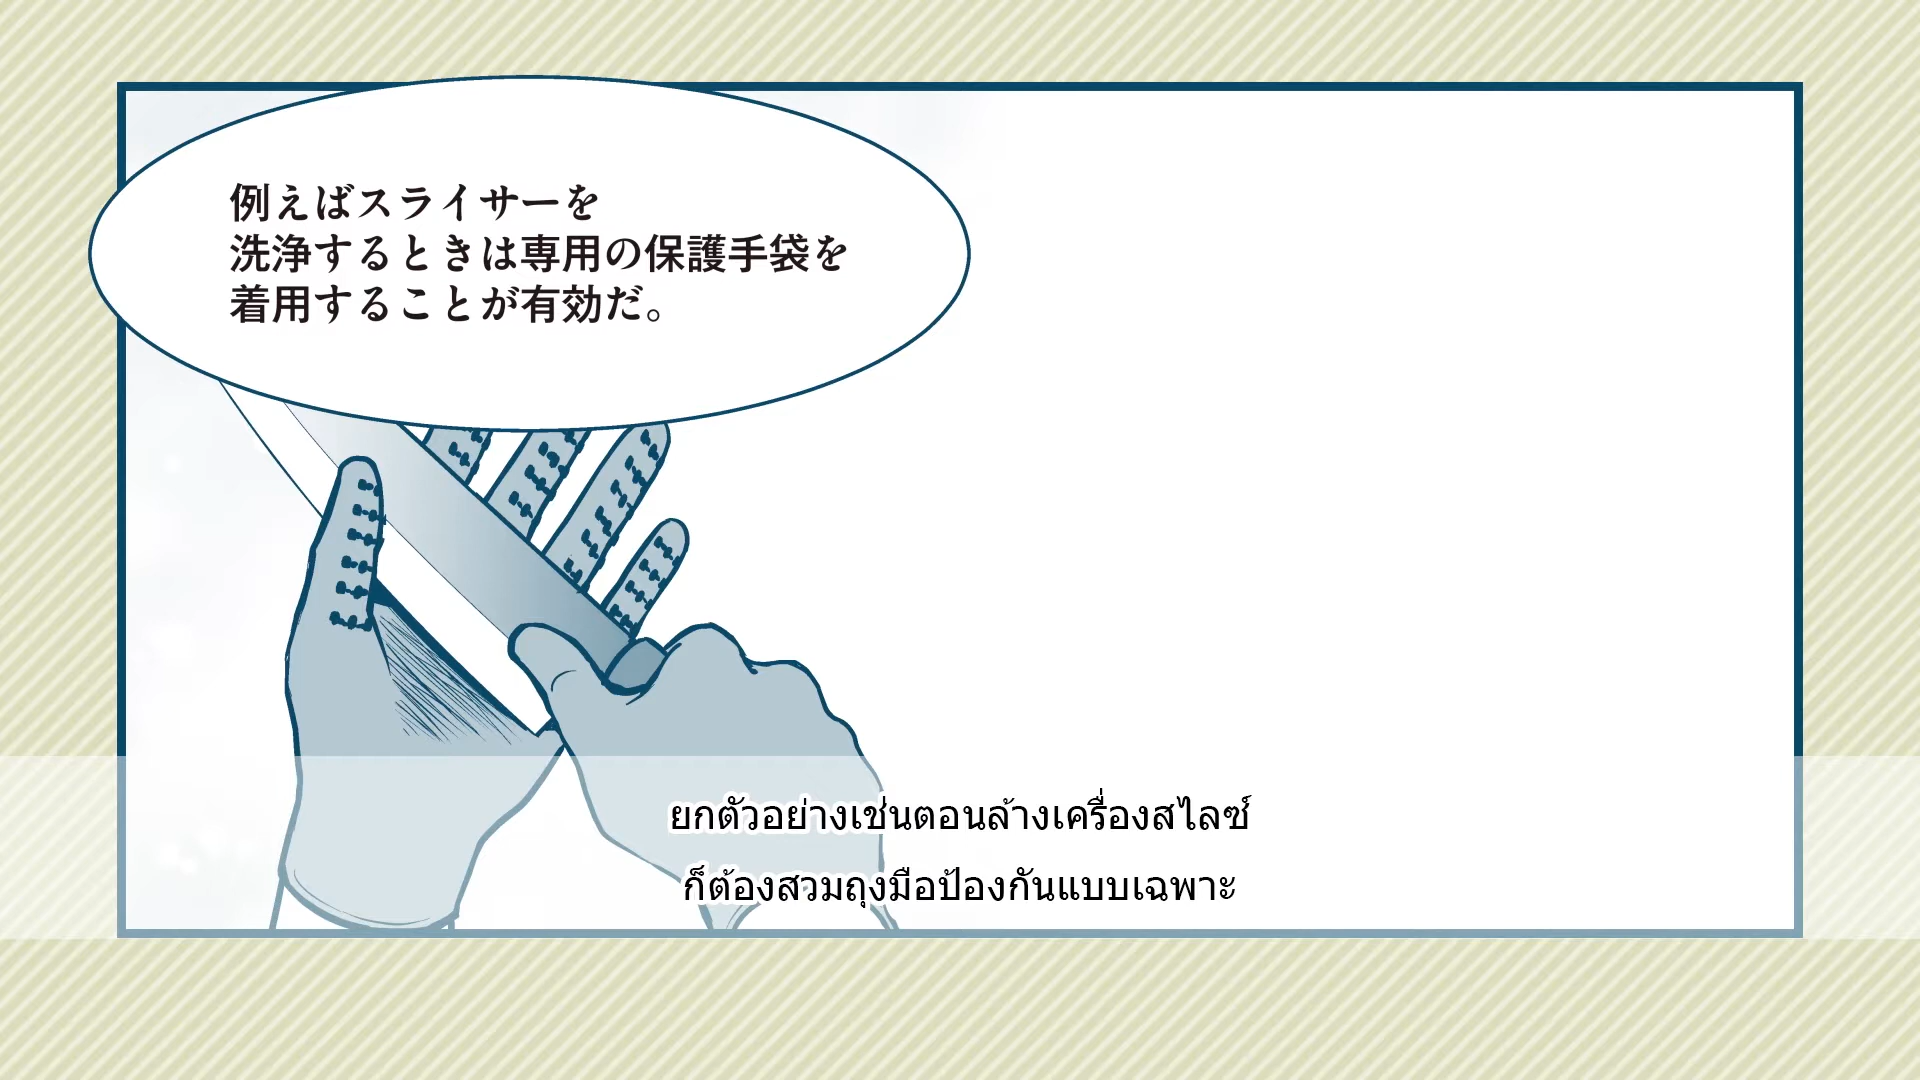 例えばスライサーを
洗浄するときは専用の保護手袋を
着用することが有効だ。
ยกตัวอย่างเช่นตอนล้างเครื่องสไลซ์
ก็ต้องสวมถุงมือป้องกันแบบเฉพาะ